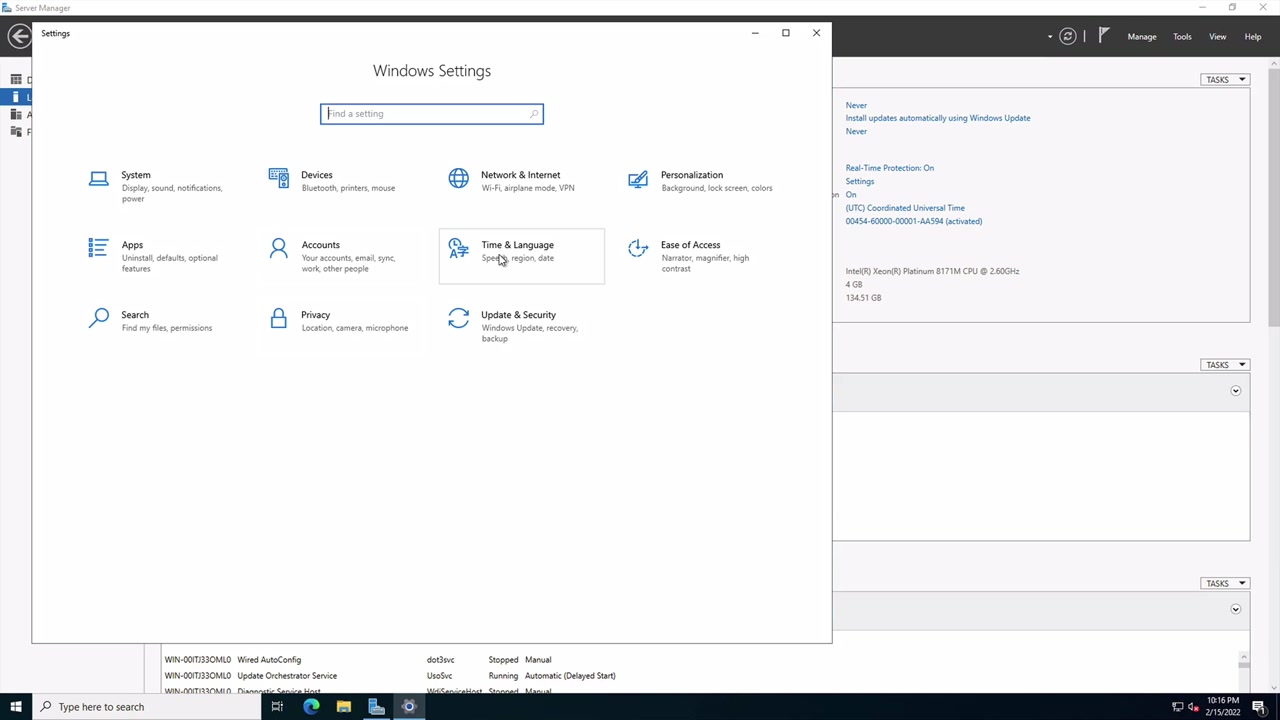 Server Manager
Manage
Tools
View
Help
Settings
Windows Settings
Find a setting
System
Display, sound, notifications,
power
Devices
Bluetooth, printers, mouse
Network & Internet
Wi-Fi, airplane mode, VPN
Personalization
Background, lock screen, colors
Apps
Uninstall, defaults, optional
features
Accounts
Your accounts, email, sync,
work, other people
Time & Language
Speech, region, date
Ease of Access
Narrator, magnifier, high
contrast
Search
Find my files, permissions
Privacy
Location, camera, microphone
Update & Security
Windows Update, recovery,
backup
TASKS
Never
Install updates automatically using Windows Update
Never
Real-Time Protection: On
Settings
On
(UTC) Coordinated Universal Time
00454-60000-00001-AA594 (activated)
Intel(R) Xeon(R) Platinum 8171M CPU @ 2.60GHz
4 GB
134.51 GB
TASKS
TASKS
WIN-00ITJ33OML0 Wired AutoConfig dot3svc Stopped Manual
WIN-00ITJ33OML0 Update Orchestrator Service UsoSvc Running Automatic (Delayed Start)
WIN-00ITJ33OML0 Diagnostic Service Host WdiServiceHost Stopped Manual
Type here to search
10:16 PM
2/15/2022